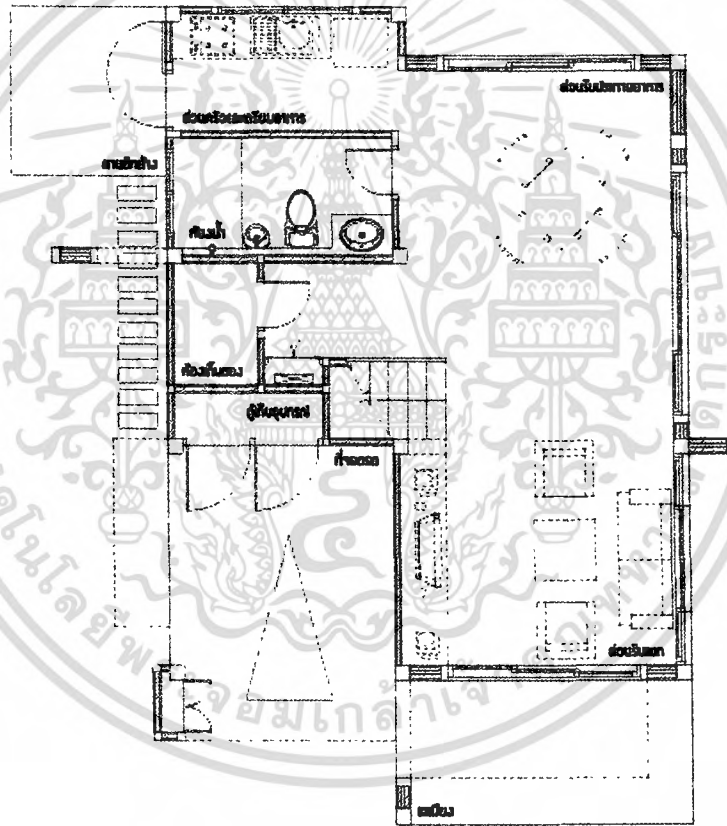 ส่วนรับประทานอาหาร
ส่วนครัวและเตรียมอาหาร
ลานซักล้าง
ห้องน้ำ
ห้องเก็บของ
ตู้เก็บอุปกรณ์
ที่จอดรถ
ส่วนรับแขก
เฉลียง